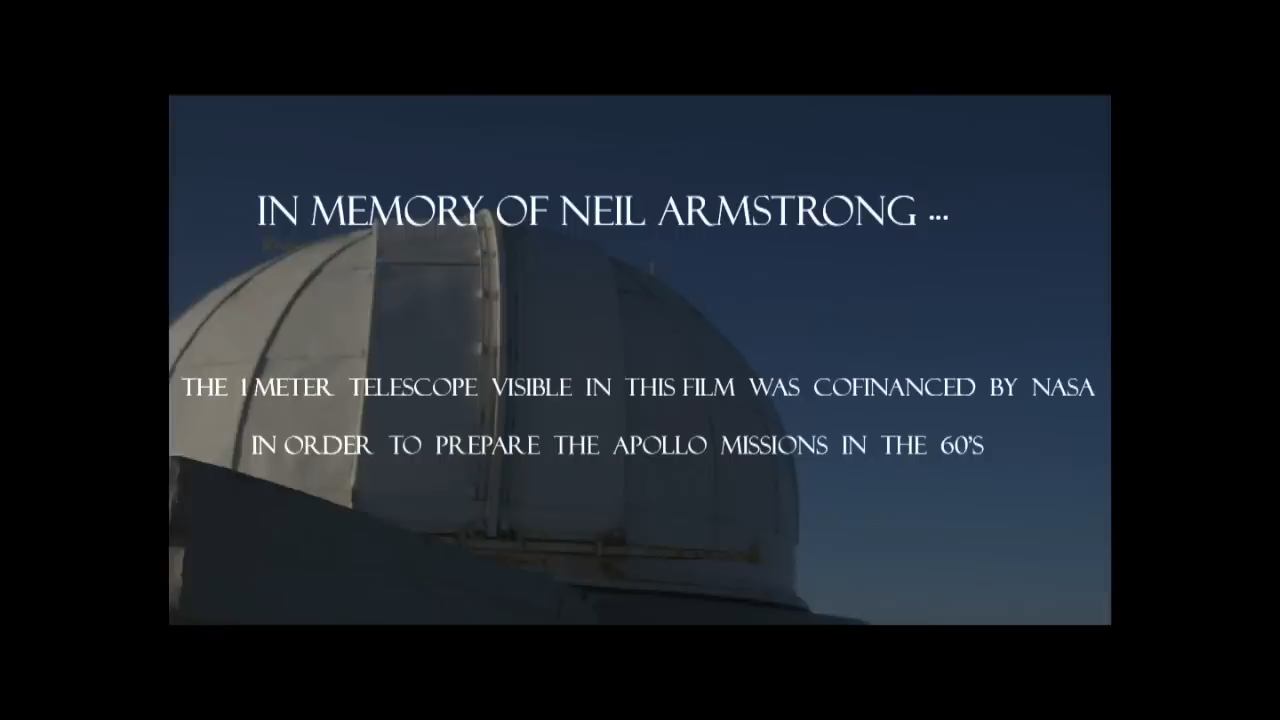 IN MEMORY OF NEIL ARMSTRONG ...
THE 1 METER TELESCOPE VISIBLE IN THIS FILM WAS COFINANCED BY NASA
IN ORDER TO PREPARE THE APOLLO MISSIONS IN THE 60'S